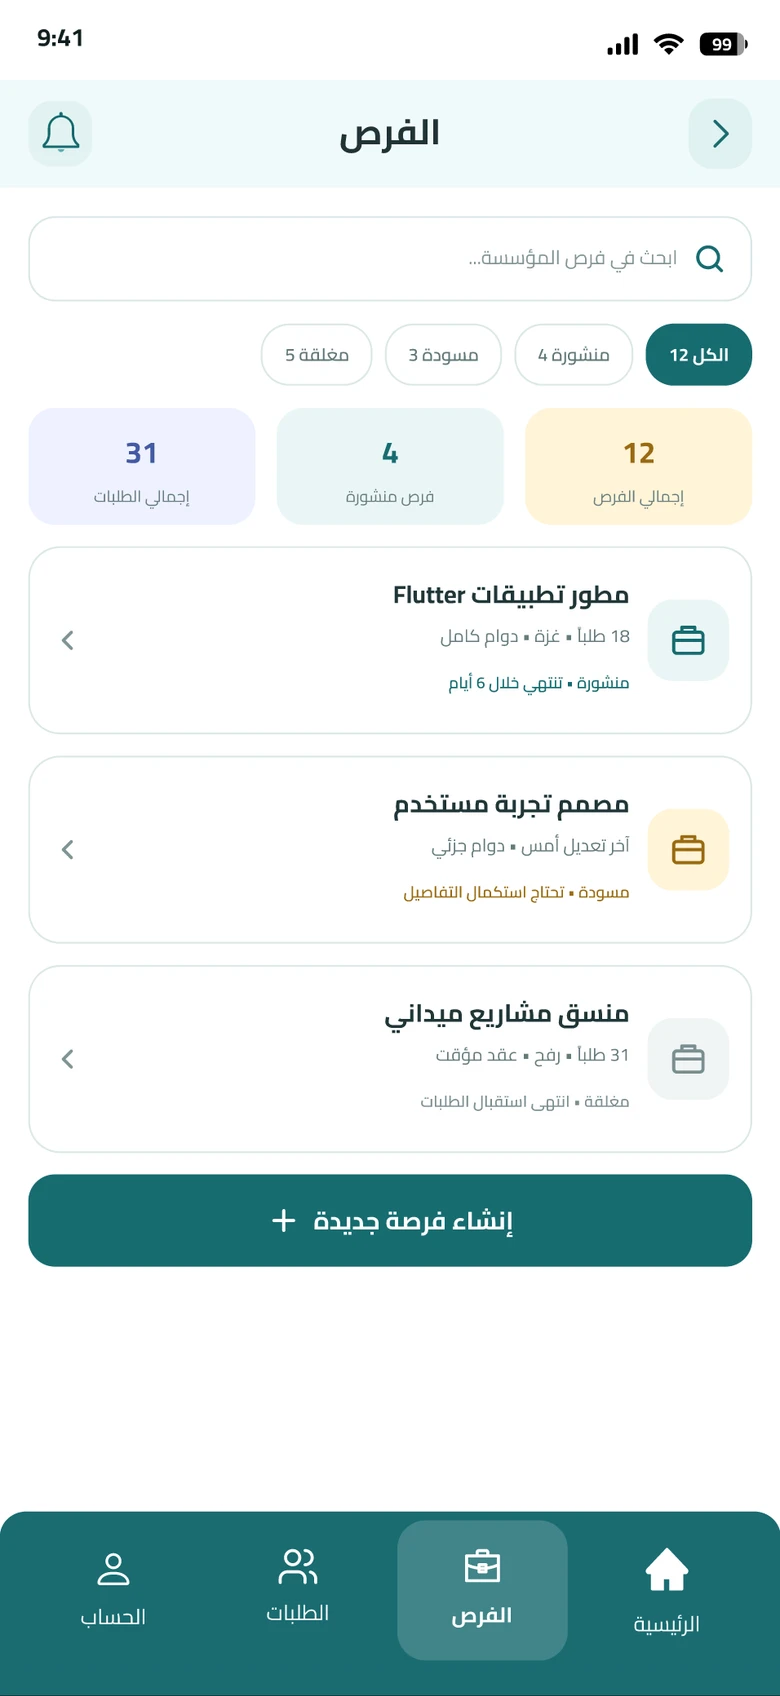 9:41
99
الفرص
ابحث في فرص المؤسسة...
الكل 12
منشورة 4
مسودة 3
مغلقة 5
12
إجمالي الفرص
4
فرص منشورة
31
إجمالي الطلبات
مطور تطبيقات Flutter
18 طلباً • غزة • دوام كامل
منشورة • تنتهي خلال 6 أيام
مصمم تجربة مستخدم
آخر تعديل أمس • دوام جزئي
مسودة • تحتاج استكمال التفاصيل
منسق مشاريع ميداني
31 طلباً • رفح • عقد مؤقت
مغلقة • انتهى استقبال الطلبات
إنشاء فرصة جديدة +
الرئيسية
الفرص
الطلبات
الحساب